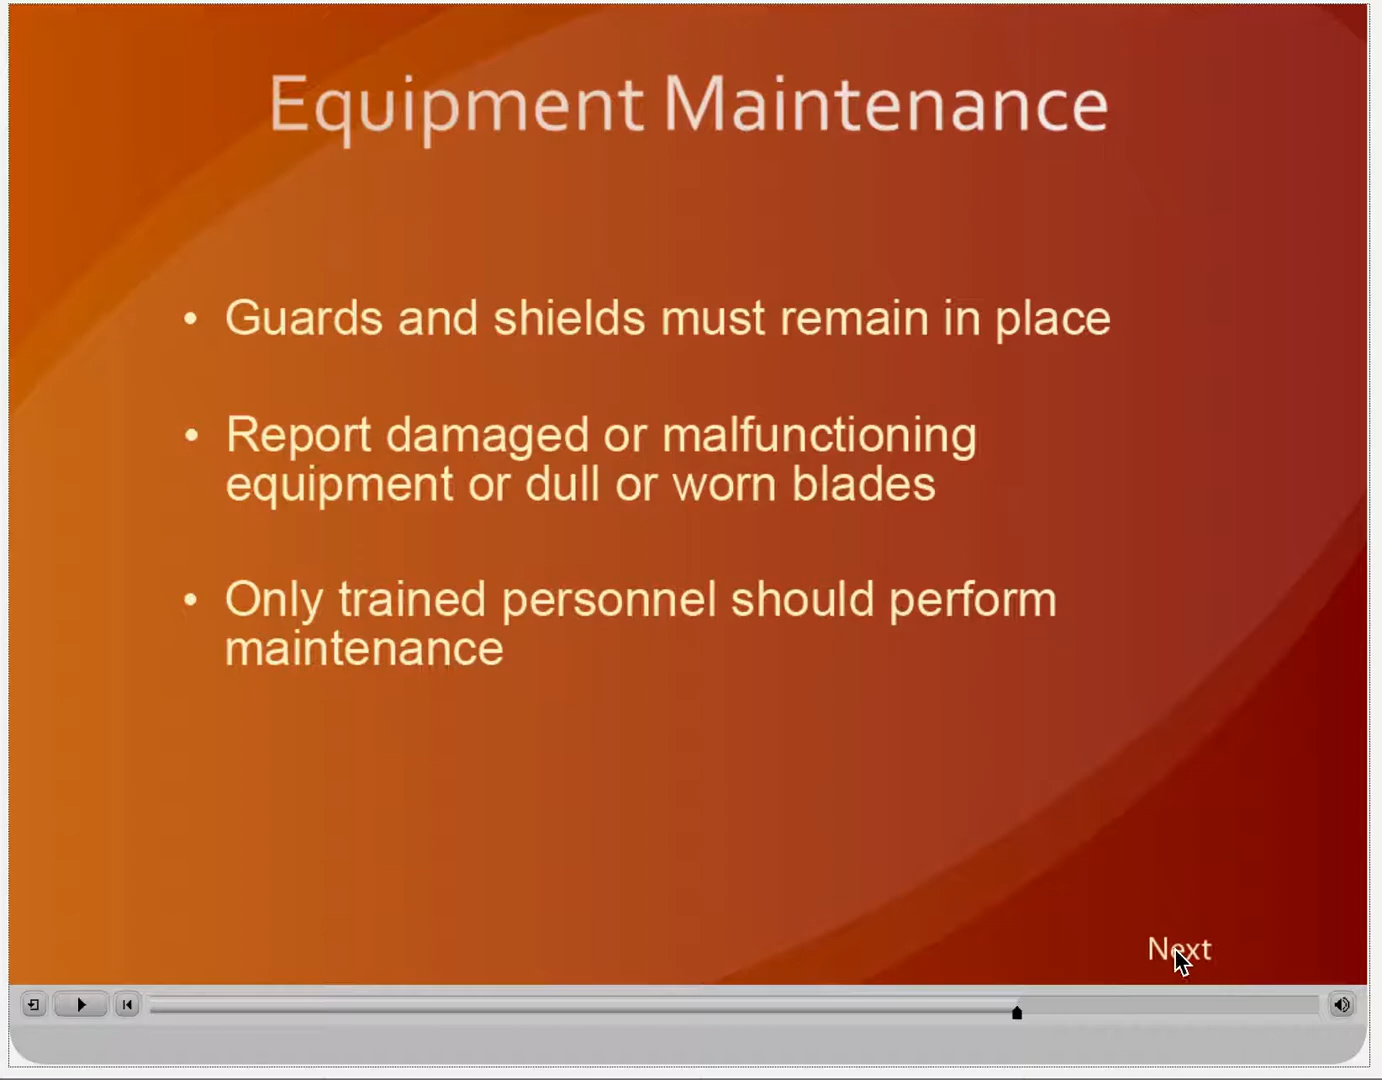 Equipment Maintenance
• Guards and shields must remain in place
• Report damaged or malfunctioning
equipment or dull or worn blades
• Only trained personnel should perform
maintenance
Next